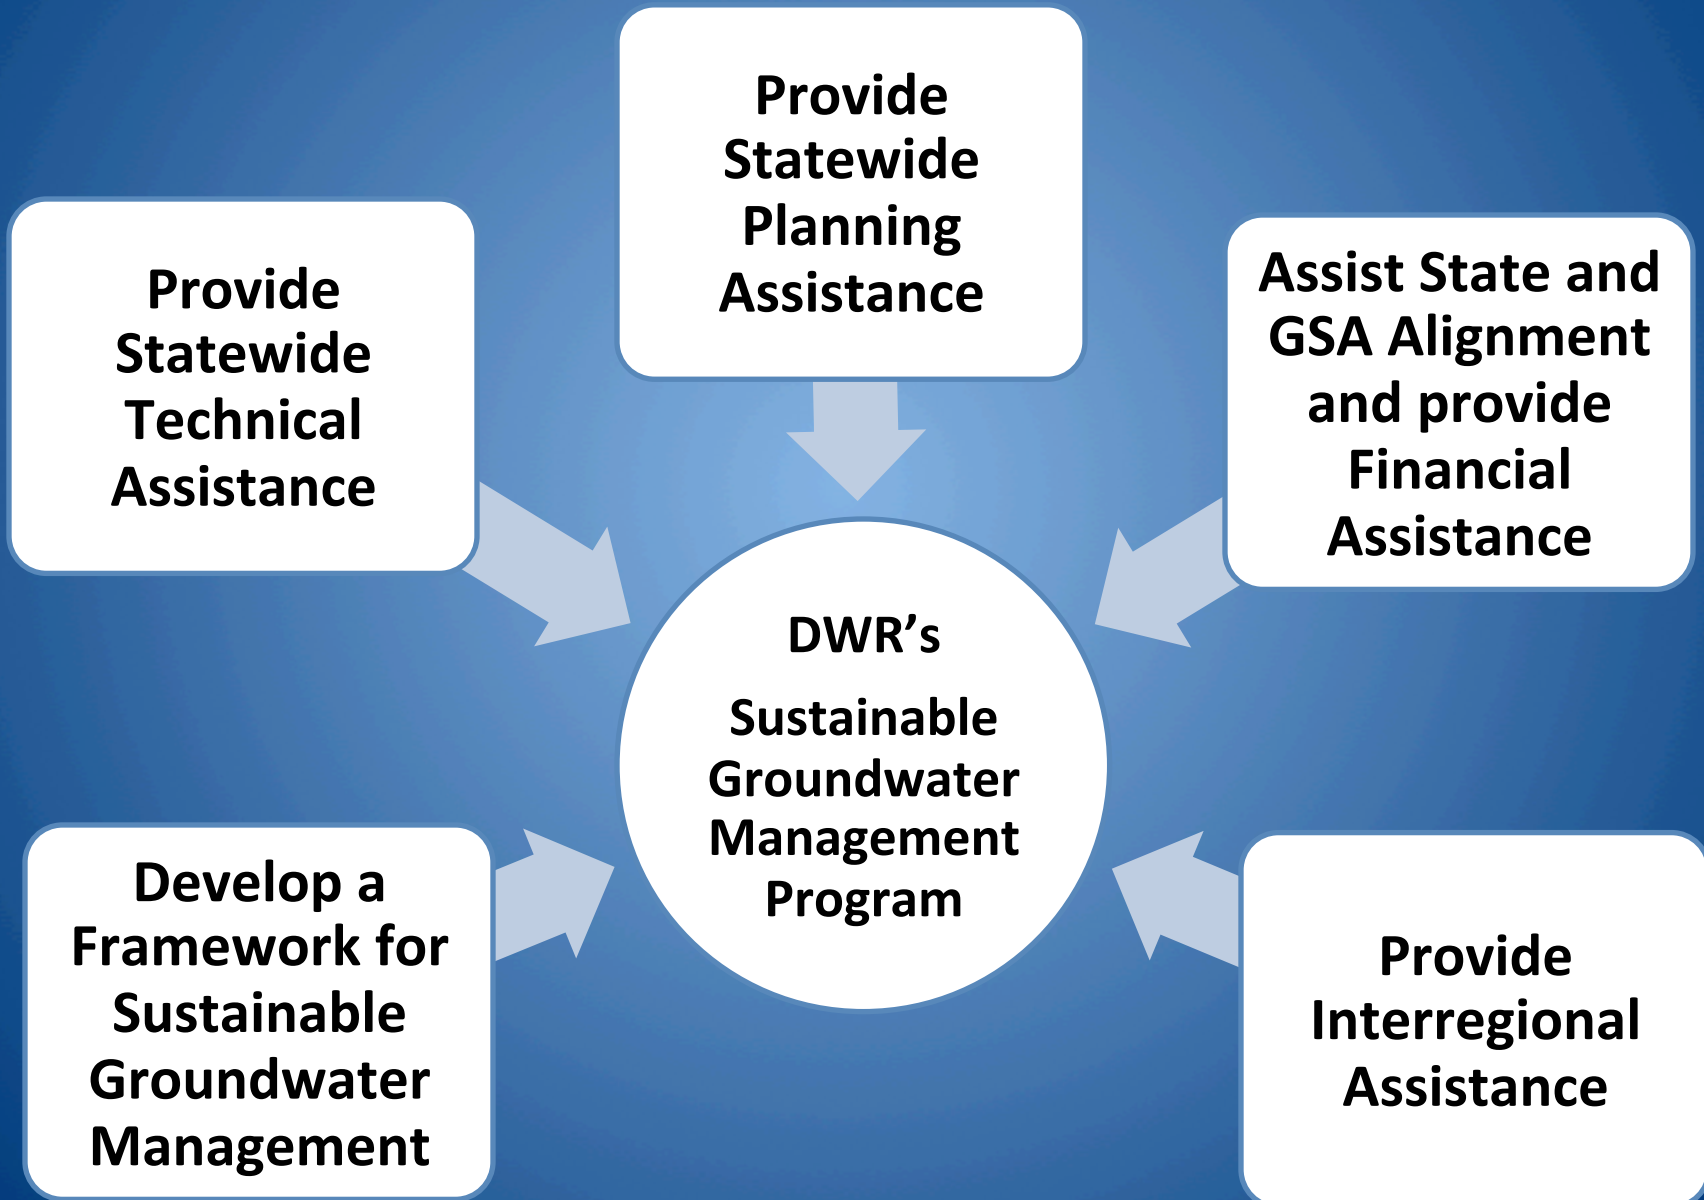 Provide
Statewide
Planning
Assistance
Provide
Statewide
Technical
Assistance
Assist State and
GSA Alignment
and provide
Financial
Assistance
DWR’s
Sustainable
Groundwater
Management
Program
Develop a
Framework for
Sustainable
Groundwater
Management
Provide
Interregional
Assistance